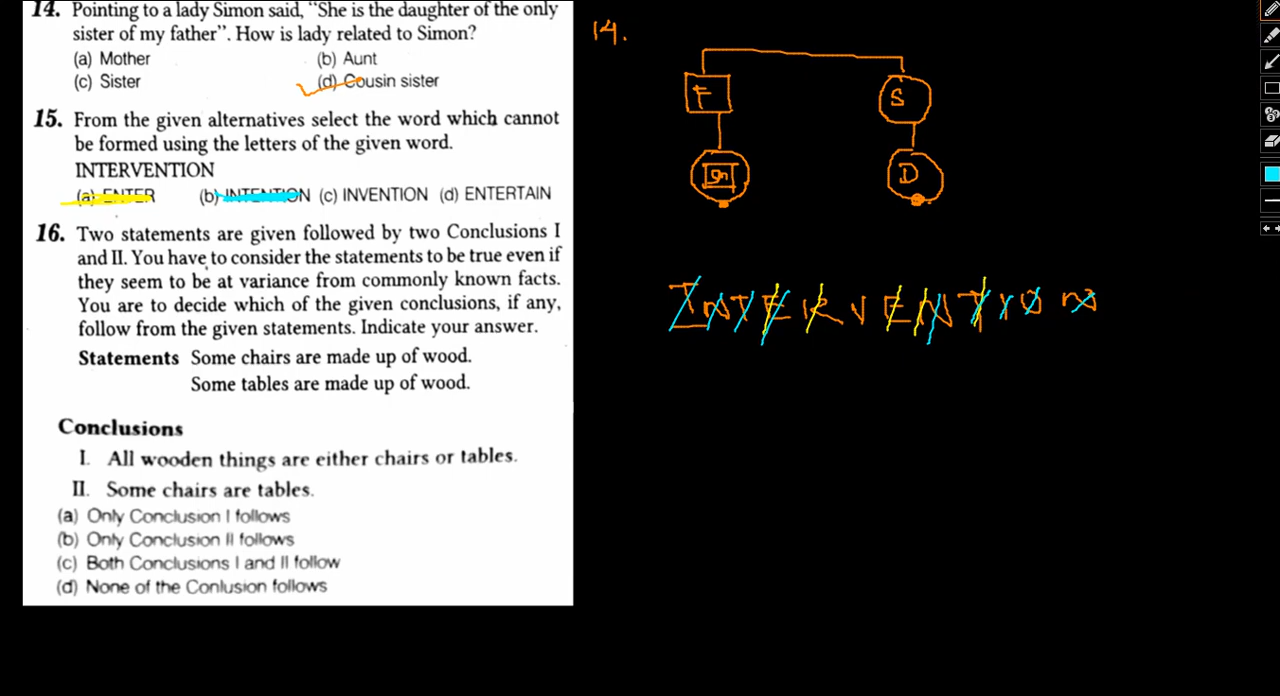 14. Pointing to a lady Simon said, "She is the daughter of the only
sister of my father". How is lady related to Simon?
(a) Mother (b) Aunt
(c) Sister (d) Cousin sister
15. From the given alternatives select the word which cannot
be formed using the letters of the given word.
INTERVENTION
(a) ENTER (b) INTENTION (c) INVENTION (d) ENTERTAIN
16. Two statements are given followed by two Conclusions I
and II. You have to consider the statements to be true even if
they seem to be at variance from commonly known facts.
You are to decide which of the given conclusions, if any,
follow from the given statements. Indicate your answer.
Statements Some chairs are made up of wood.
Some tables are made up of wood.
Conclusions
I. All wooden things are either chairs or tables.
II. Some chairs are tables.
(a) Only Conclusion I follows
(b) Only Conclusion II follows
(c) Both Conclusions I and II follow
(d) None of the Conlusion follows
14.
F S
D
INTERVENTION